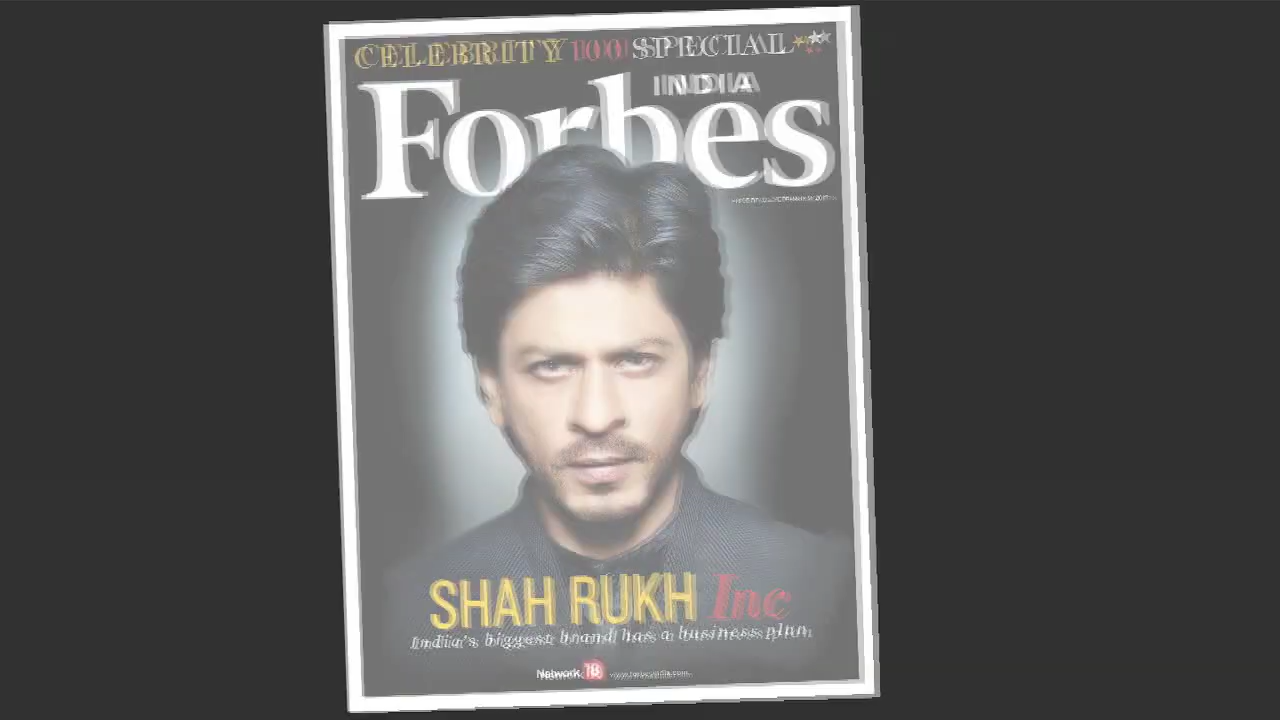 CELEBRITY 100 SPECIAL
INDIA
Forbes
SHAH RUKH Inc
India's biggest brand has a business plan
Network 18